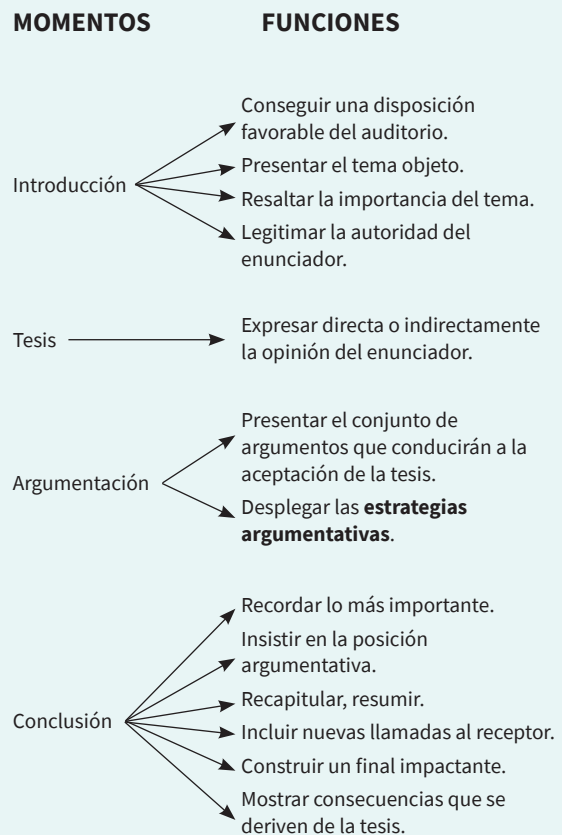 MOMENTOS FUNCIONES
Conseguir una disposición
favorable del auditorio.
Presentar el tema objeto.
Introducción
Resaltar la importancia del tema.
Legitimar la autoridad del
enunciador.
Tesis
Expresar directa o indirectamente
la opinión del enunciador.
Presentar el conjunto de
argumentos que conducirán a la
aceptación de la tesis.
Argumentación
Desplegar las estrategias
argumentativas.
Recordar lo más importante.
Insistir en la posición
argumentativa.
Recapitular, resumir.
Conclusión
Incluir nuevas llamadas al receptor.
Construir un final impactante.
Mostrar consecuencias que se
deriven de la tesis.